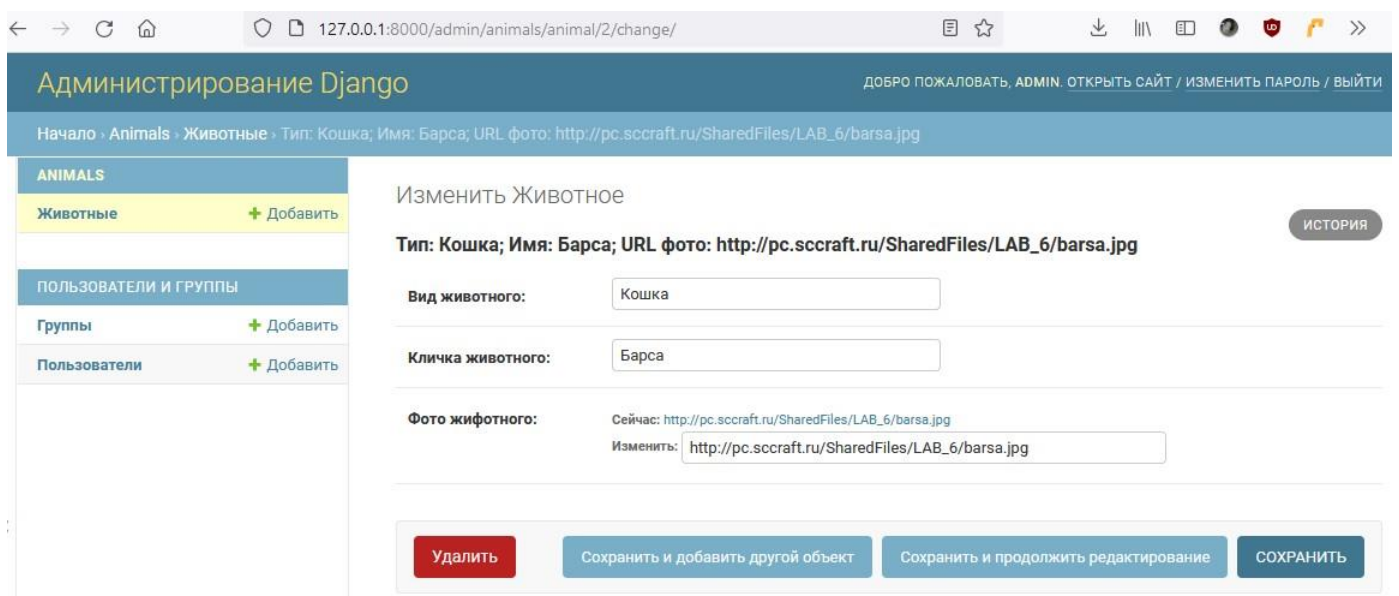 127.0.0.1:8000/admin/animals/animal/2/change/
Администрирование Django
ДОБРО ПОЖАЛОВАТЬ, ADMIN. ОТКРЫТЬ САЙТ / ИЗМЕНИТЬ ПАРОЛЬ / ВЫЙТИ
Начало › Animals › Животные › Тип: Кошка; Имя: Барса; URL фото: http://pc.sccraft.ru/SharedFiles/LAB_6/barsa.jpg
ANIMALS
Животные + Добавить
ПОЛЬЗОВАТЕЛИ И ГРУППЫ
Группы + Добавить
Пользователи + Добавить
Изменить Животное
ИСТОРИЯ
Тип: Кошка; Имя: Барса; URL фото: http://pc.sccraft.ru/SharedFiles/LAB_6/barsa.jpg
Вид животного: Кошка
Кличка животного: Барса
Фото жифотного: Сейчас: http://pc.sccraft.ru/SharedFiles/LAB_6/barsa.jpg
Изменить: http://pc.sccraft.ru/SharedFiles/LAB_6/barsa.jpg
Удалить Сохранить и добавить другой объект Сохранить и продолжить редактирование СОХРАНИТЬ